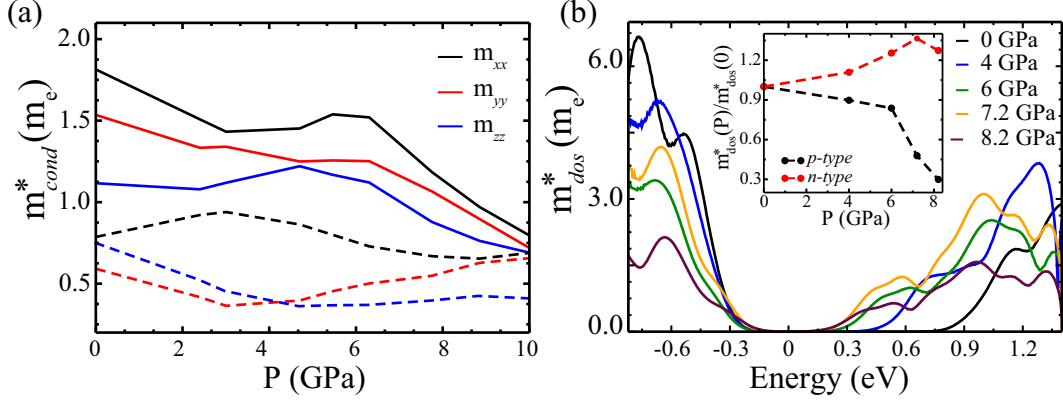 (a)
2.0
1.5
1.0
0.5
0
2
4
6
8
10
P (GPa)
m*cond (me)
mxx
myy
mzz
(b)
6.0
3.0
0.0
-0.6
-0.3
0
0.3
0.6
0.9
1.2
Energy (eV)
m*dos (me)
0 GPa
4 GPa
6 GPa
7.2 GPa
8.2 GPa
1.2
0.9
0.6
0.3
0
2
4
6
8
P (GPa)
m*dos(P)/m*dos(0)
p-type
n-type